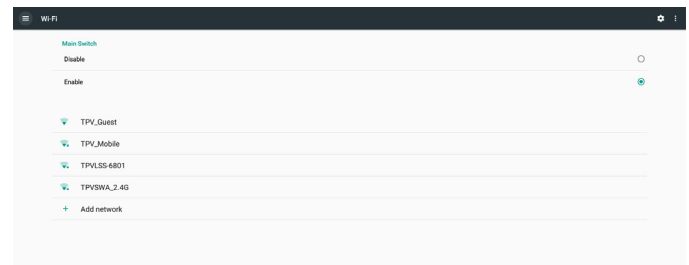 Wi-Fi
Main Switch
Disable
Enable
TPV_Guest
TPV_Mobile
TPVLSS-6801
TPVSWA_2.4G
+ Add network